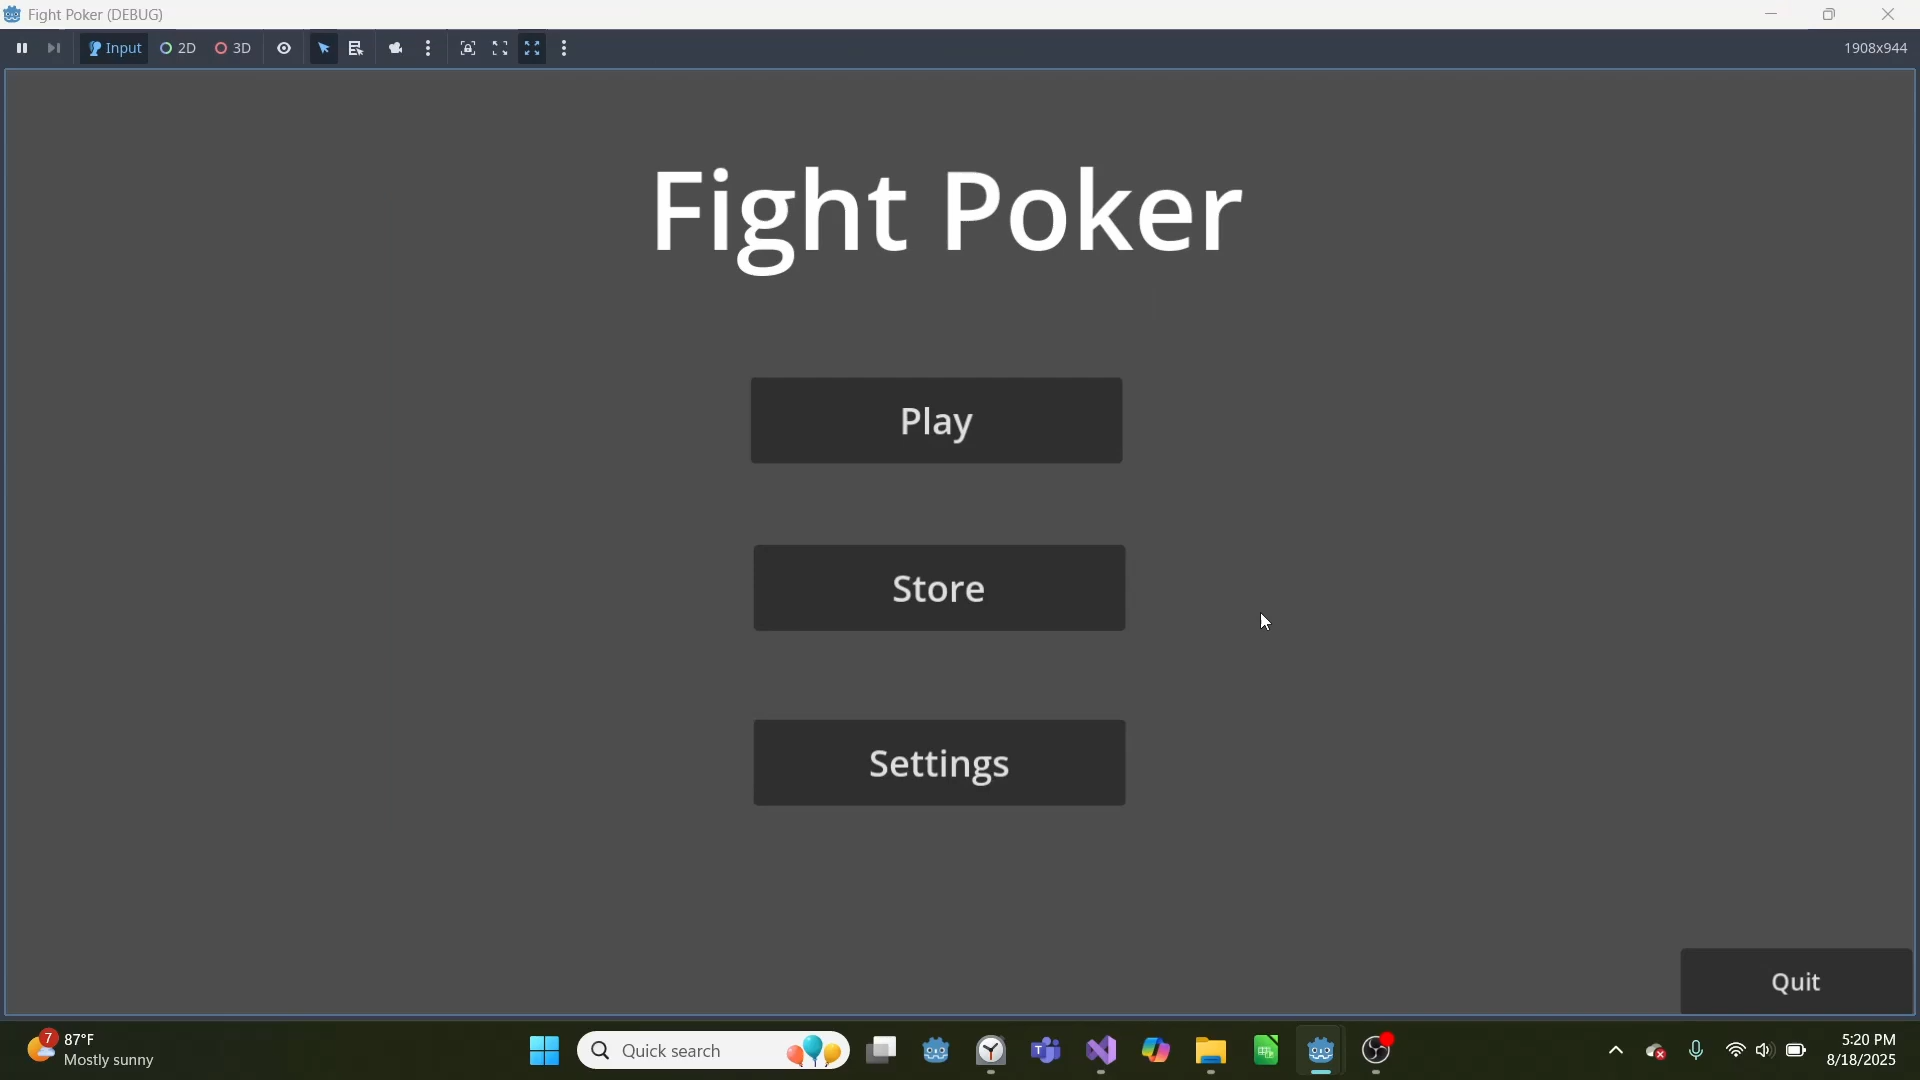 Fight Poker (DEBUG)
Input 2D 3D 1908x944
Fight Poker
Play
Store
Settings
Quit
7 87°F
Mostly sunny
Quick search
5:20 PM
8/18/2025